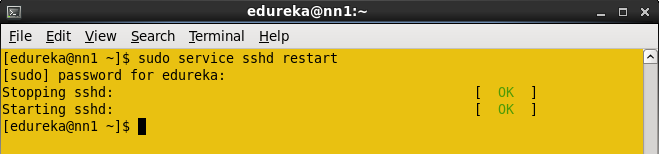 edureka@nn1:~
File Edit View Search Terminal Help
[edureka@nn1 ~]$ sudo service sshd restart
[sudo] password for edureka:
Stopping sshd: [ OK ]
Starting sshd: [ OK ]
[edureka@nn1 ~]$